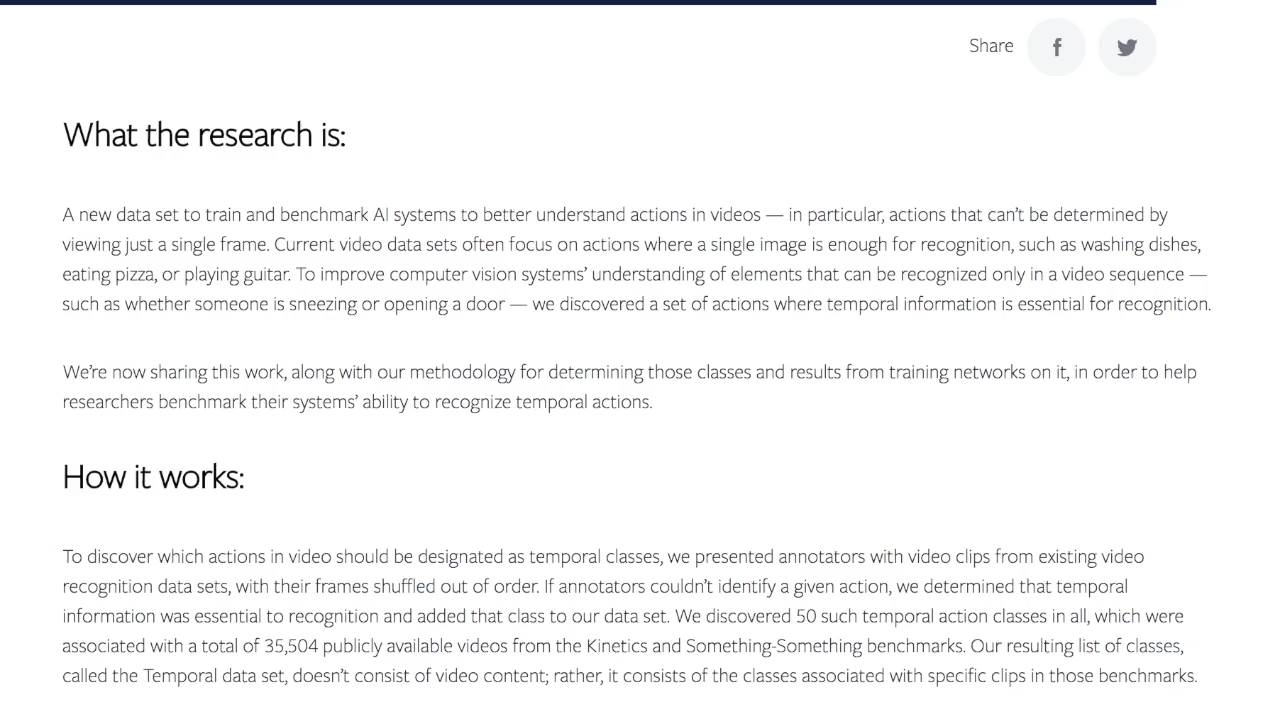 Share
What the research is:
A new data set to train and benchmark AI systems to better understand actions in videos — in particular, actions that can't be determined by
viewing just a single frame. Current video data sets often focus on actions where a single image is enough for recognition, such as washing dishes,
eating pizza, or playing guitar. To improve computer vision systems' understanding of elements that can be recognized only in a video sequence —
such as whether someone is sneezing or opening a door — we discovered a set of actions where temporal information is essential for recognition.
We're now sharing this work, along with our methodology for determining those classes and results from training networks on it, in order to help
researchers benchmark their systems' ability to recognize temporal actions.
How it works:
To discover which actions in video should be designated as temporal classes, we presented annotators with video clips from existing video
recognition data sets, with their frames shuffled out of order. If annotators couldn't identify a given action, we determined that temporal
information was essential to recognition and added that class to our data set. We discovered 50 such temporal action classes in all, which were
associated with a total of 35,504 publicly available videos from the Kinetics and Something-Something benchmarks. Our resulting list of classes,
called the Temporal data set, doesn't consist of video content; rather, it consists of the classes associated with specific clips in those benchmarks.